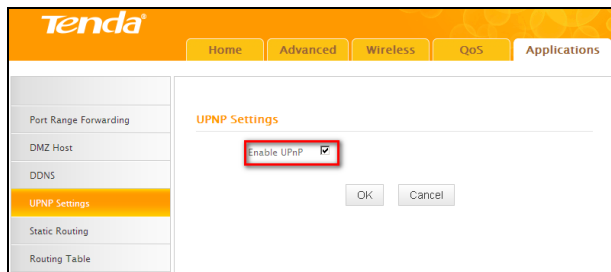 Tenda
Home Advanced Wireless QoS Applications
Port Range Forwarding
DMZ Host
DDNS
UPNP Settings
Static Routing
Routing Table
UPNP Settings
Enable UPnP
OK Cancel